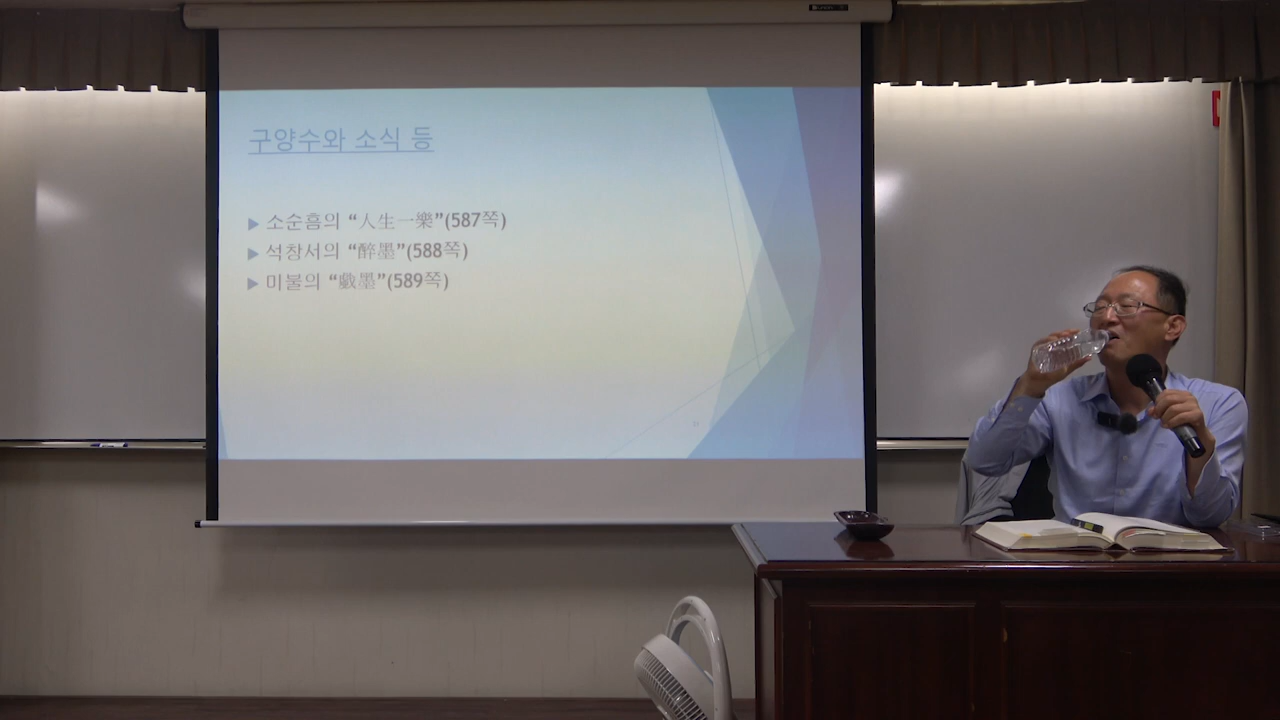 구양수와 소식 등
소순흠의 “人生一樂”(587쪽)
석창서의 “醉墨”(588쪽)
미불의 “戱墨”(589쪽)